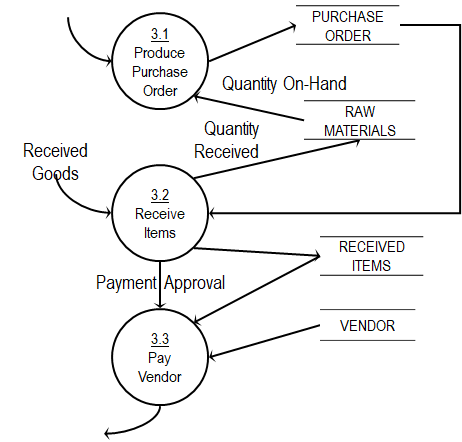 3.1
Produce
Purchase
Order
PURCHASE
ORDER
Quantity On-Hand
RAW
MATERIALS
Quantity
Received
Received
Goods
3.2
Receive
Items
RECEIVED
ITEMS
Payment Approval
3.3
Pay
Vendor
VENDOR